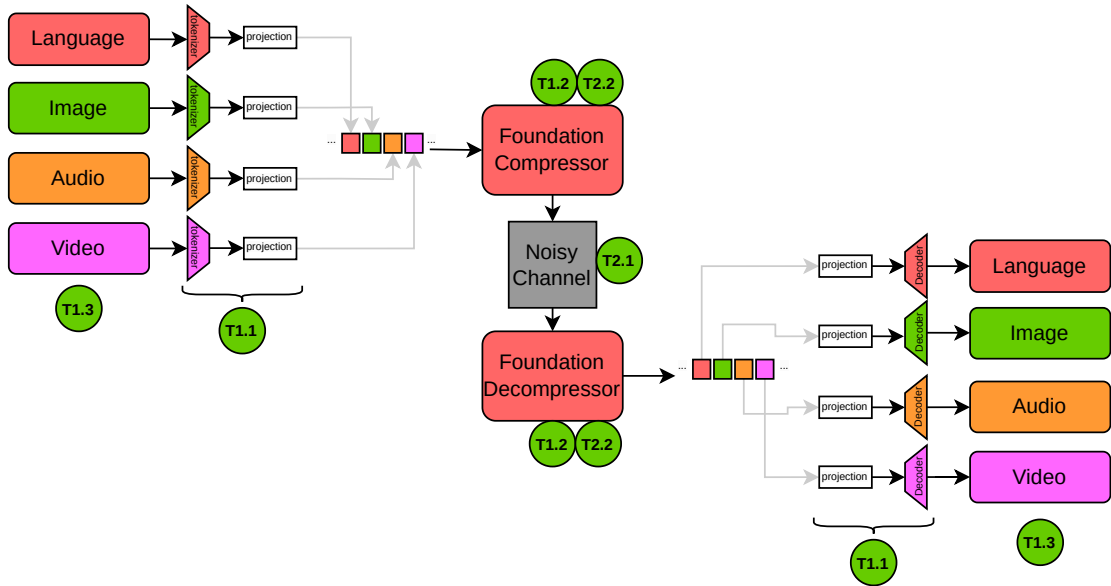 Language
tokenizer
projection
Image
tokenizer
projection
Audio
tokenizer
projection
Video
tokenizer
projection
T1.3
T1.1
...
...
T1.2
T2.2
Foundation
Compressor
Noisy
Channel
T2.1
Foundation
Decompressor
T1.2
T2.2
...
...
projection
Decoder
Language
projection
Decoder
Image
projection
Decoder
Audio
projection
Decoder
Video
T1.1
T1.3